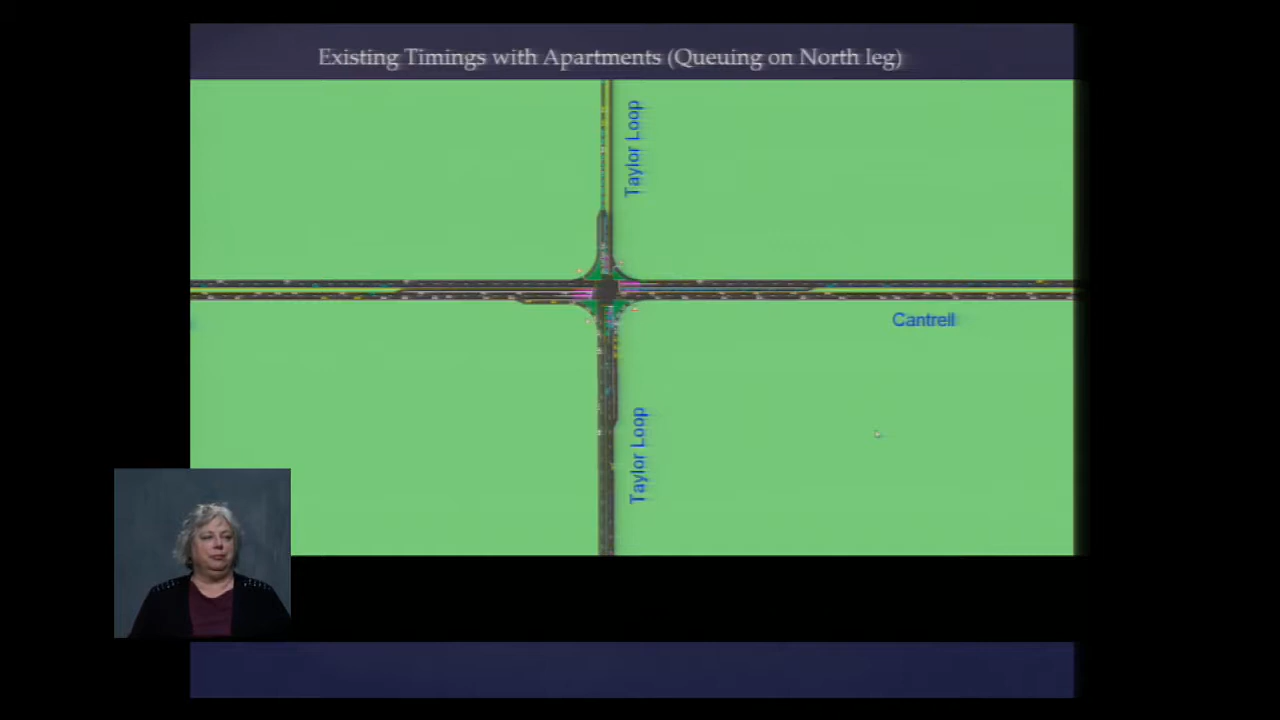 Existing Timings with Apartments (Queuing on North leg)
Taylor Loop
Cantrell
Taylor Loop